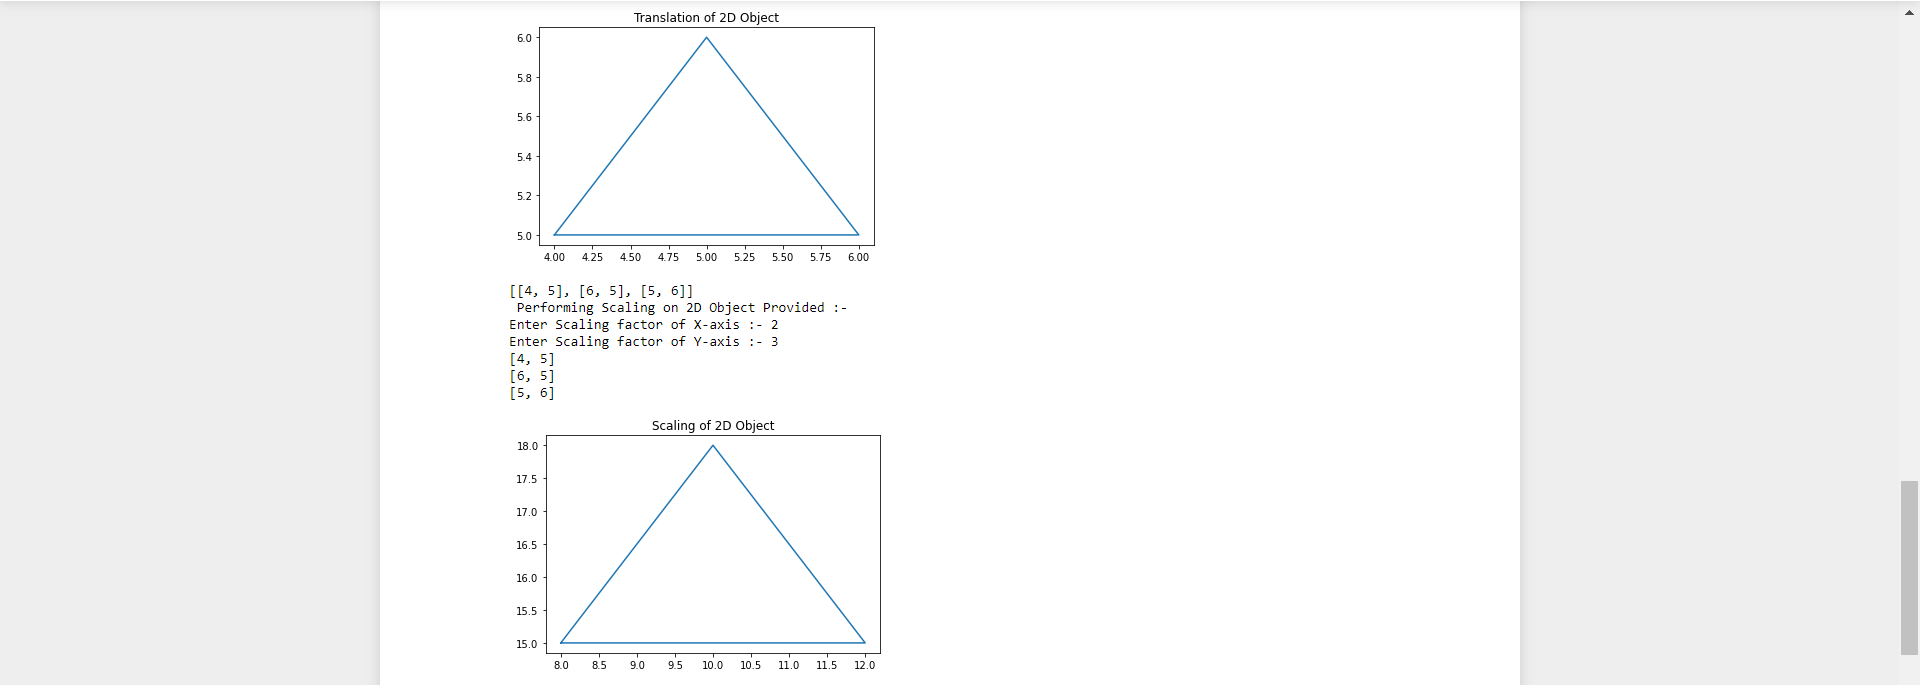 Translation of 2D Object
6.0
5.8
5.6
5.4
5.2
5.0
4.00 4.25 4.50 4.75 5.00 5.25 5.50 5.75 6.00
[[4, 5], [6, 5], [5, 6]]
Performing Scaling on 2D Object Provided :-
Enter Scaling factor of X-axis :- 2
Enter Scaling factor of Y-axis :- 3
[4, 5]
[6, 5]
[5, 6]
Scaling of 2D Object
18.0
17.5
17.0
16.5
16.0
15.5
15.0
8.0 8.5 9.0 9.5 10.0 10.5 11.0 11.5 12.0